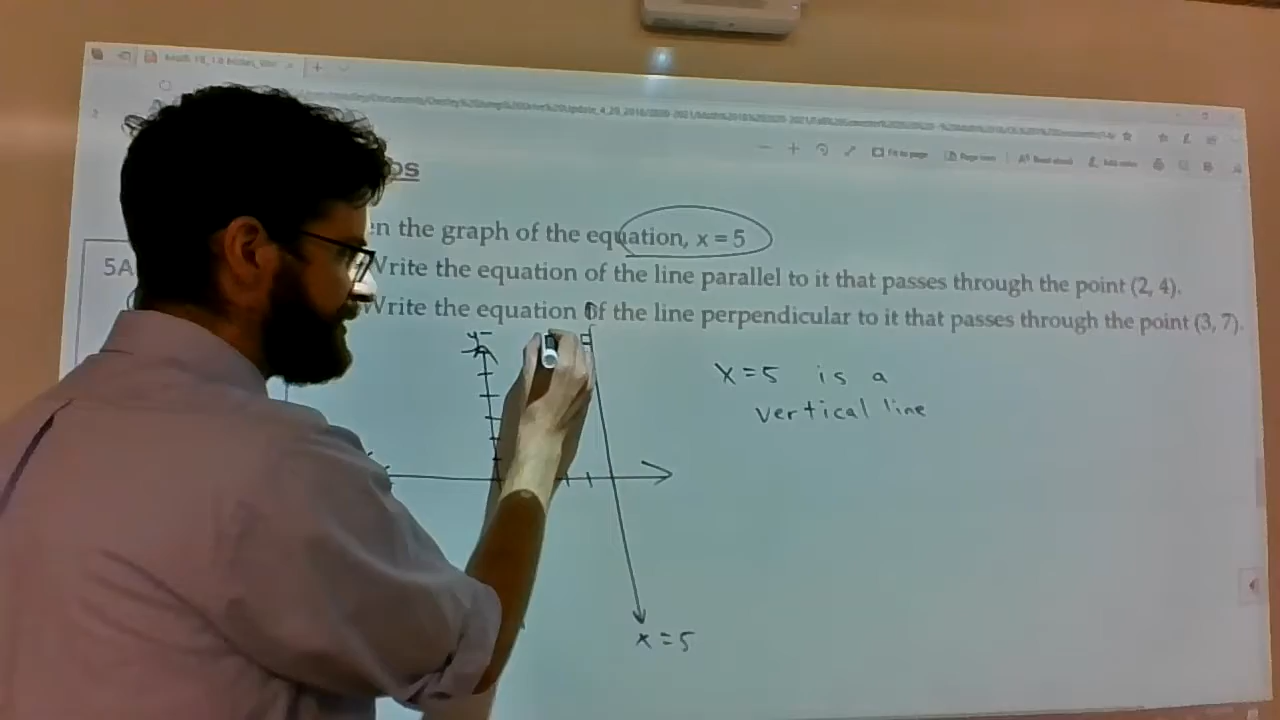 ps
n the graph of the equation, x = 5
5A
Write the equation of the line parallel to it that passes through the point (2, 4).
Write the equation of the line perpendicular to it that passes through the point (3, 7).
y
x=5 is a
vertical line
x=5